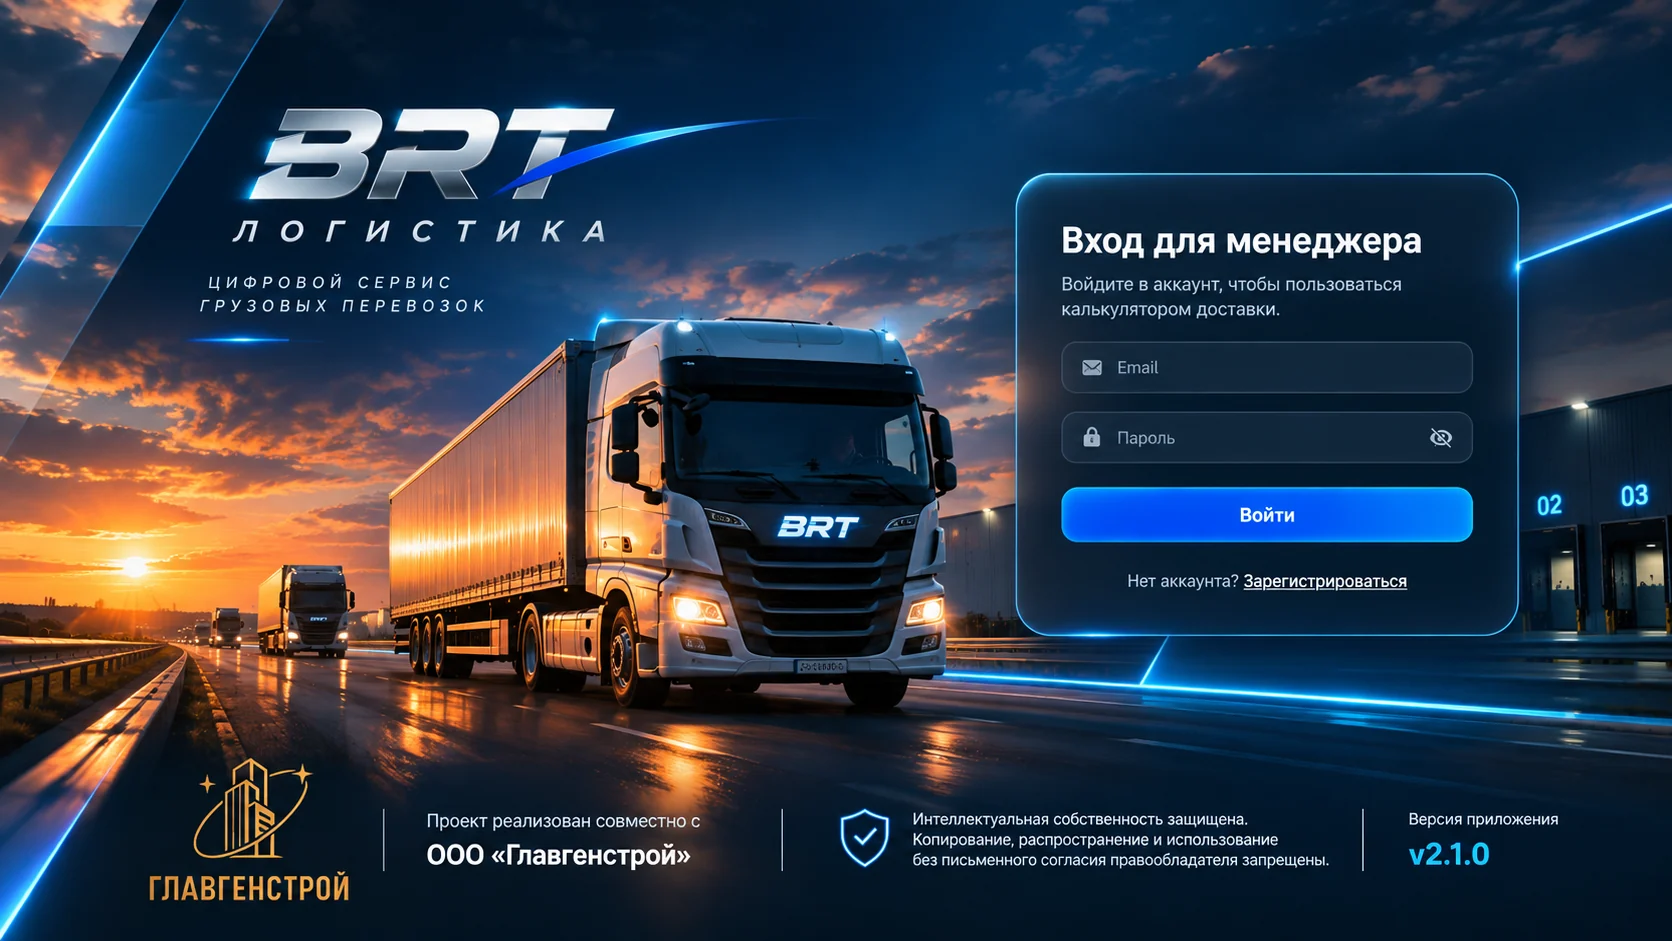 BRT
ЛОГИСТИКА
ЦИФРОВОЙ СЕРВИС
ГРУЗОВЫХ ПЕРЕВОЗОК
Вход для менеджера
Войдите в аккаунт, чтобы пользоваться
калькулятором доставки.
Email
Пароль
Войти
Нет аккаунта? Зарегистрироваться
02
03
BRT
ГЛАВГЕНСТРОЙ
Проект реализован совместно с
ООО «Главгенстрой»
Интеллектуальная собственность защищена.
Копирование, распространение и использование
без письменного согласия правообладателя запрещены.
Версия приложения
v2.1.0